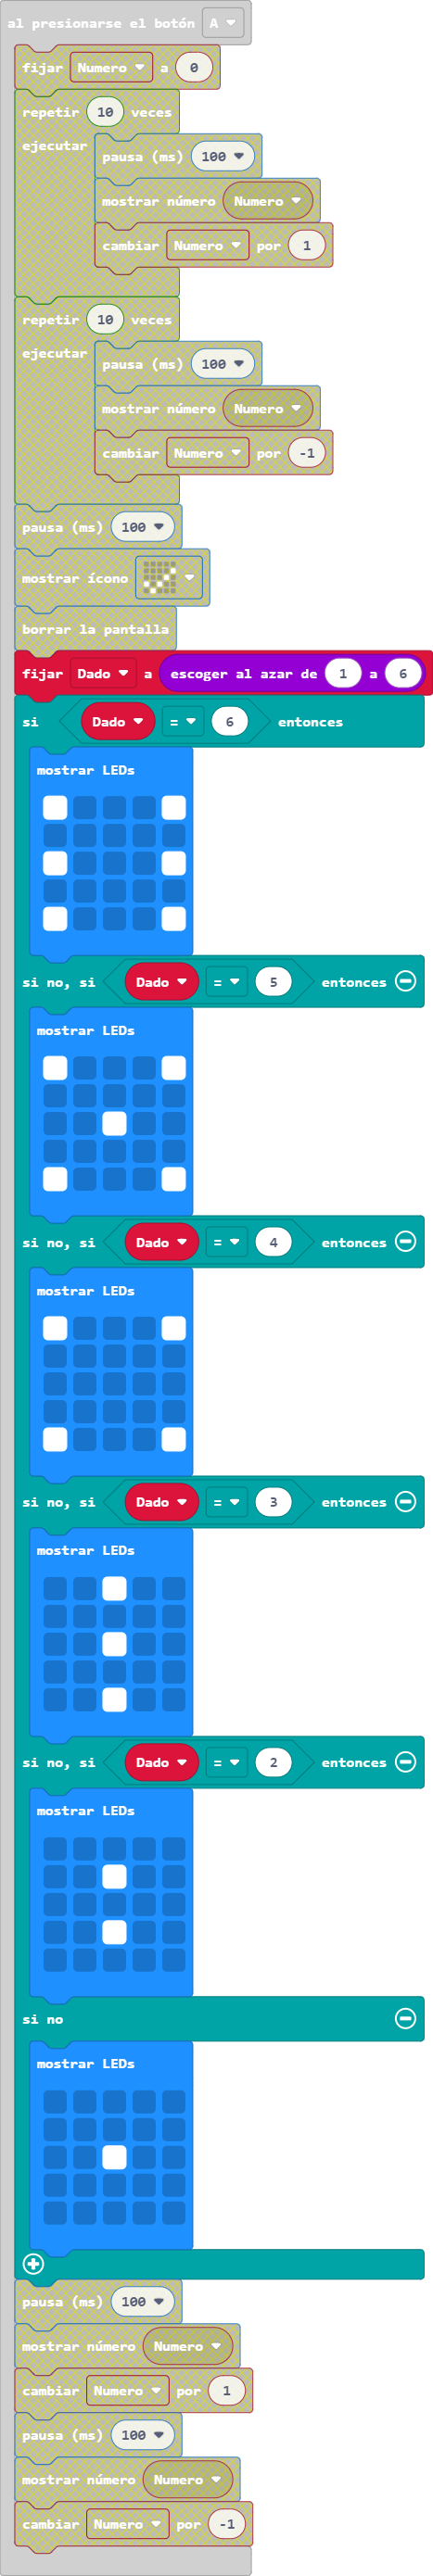 al presionarse el botón A
fijar Numero a 0
repetir 10 veces
ejecutar
pausa (ms) 100
mostrar número Numero
cambiar Numero por 1
repetir 10 veces
ejecutar
pausa (ms) 100
mostrar número Numero
cambiar Numero por -1
pausa (ms) 100
mostrar ícono
borrar la pantalla
fijar Dado a escoger al azar de 1 a 6
si Dado = 6 entonces
mostrar LEDs
si no, si Dado = 5 entonces
mostrar LEDs
si no, si Dado = 4 entonces
mostrar LEDs
si no, si Dado = 3 entonces
mostrar LEDs
si no, si Dado = 2 entonces
mostrar LEDs
si no
mostrar LEDs
pausa (ms) 100
mostrar número Numero
cambiar Numero por 1
pausa (ms) 100
mostrar número Numero
cambiar Numero por -1